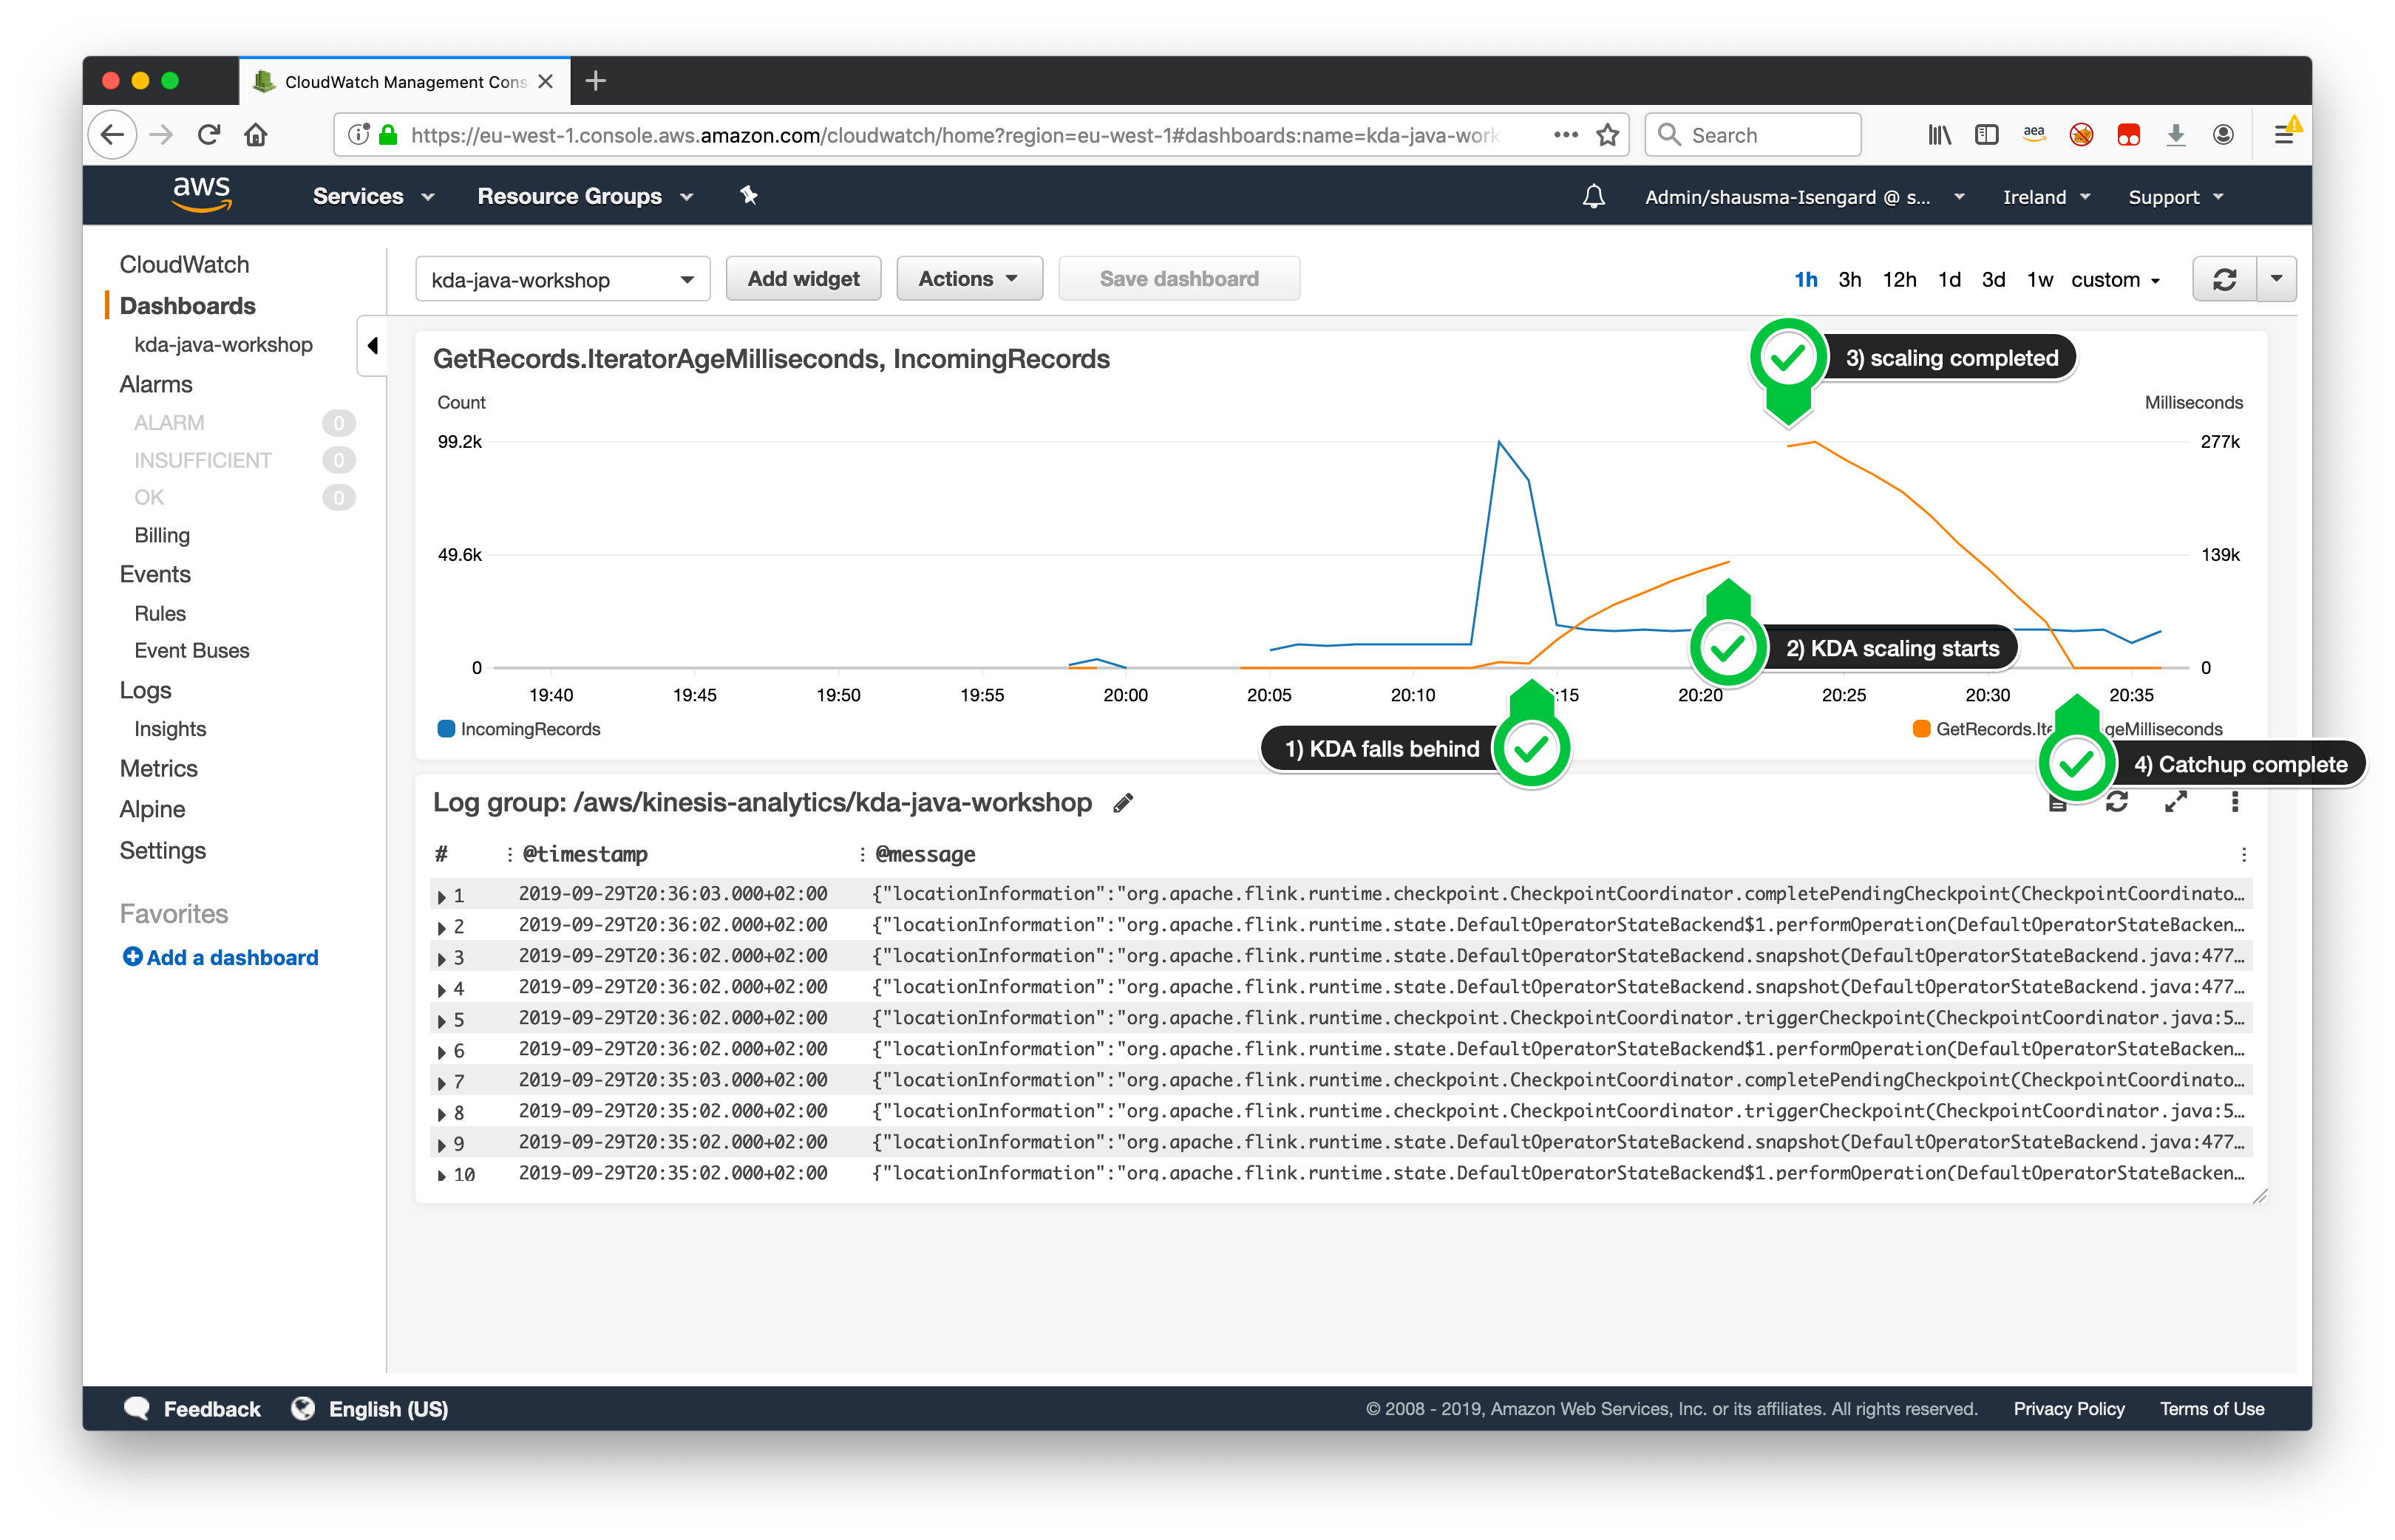 CloudWatch Management Cons
https://eu-west-1.console.aws.amazon.com/cloudwatch/home?region=eu-west-1#dashboards:name=kda-java-work
Search
aea
aws
Services
Resource Groups
Admin/shausma-Isengard @ s...
Ireland
Support
CloudWatch
Dashboards
kda-java-workshop
Alarms
ALARM 0
INSUFFICIENT 0
OK 0
Billing
Events
Rules
Event Buses
Logs
Insights
Metrics
Alpine
Settings
Favorites
Add a dashboard
kda-java-workshop
Add widget
Actions
Save dashboard
1h 3h 12h 1d 3d 1w custom
GetRecords.IteratorAgeMilliseconds, IncomingRecords
3) scaling completed
Count
Milliseconds
99.2k
277k
49.6k
139k
2) KDA scaling starts
0
0
19:40 19:45 19:50 19:55 20:00 20:05 20:10 :15 20:20 20:25 20:30 20:35
IncomingRecords
GetRecords.Ite geMilliseconds
1) KDA falls behind
4) Catchup complete
Log group: /aws/kinesis-analytics/kda-java-workshop
# @timestamp @message
1 2019-09-29T20:36:03.000+02:00 {"locationInformation":"org.apache.flink.runtime.checkpoint.CheckpointCoordinator.completePendingCheckpoint(CheckpointCoordinato...
2 2019-09-29T20:36:02.000+02:00 {"locationInformation":"org.apache.flink.runtime.state.DefaultOperatorStateBackend$1.performOperation(DefaultOperatorStateBacken...
3 2019-09-29T20:36:02.000+02:00 {"locationInformation":"org.apache.flink.runtime.state.DefaultOperatorStateBackend.snapshot(DefaultOperatorStateBackend.java:477...
4 2019-09-29T20:36:02.000+02:00 {"locationInformation":"org.apache.flink.runtime.state.DefaultOperatorStateBackend.snapshot(DefaultOperatorStateBackend.java:477...
5 2019-09-29T20:36:02.000+02:00 {"locationInformation":"org.apache.flink.runtime.checkpoint.CheckpointCoordinator.triggerCheckpoint(CheckpointCoordinator.java:5...
6 2019-09-29T20:36:02.000+02:00 {"locationInformation":"org.apache.flink.runtime.state.DefaultOperatorStateBackend$1.performOperation(DefaultOperatorStateBacken...
7 2019-09-29T20:35:03.000+02:00 {"locationInformation":"org.apache.flink.runtime.checkpoint.CheckpointCoordinator.completePendingCheckpoint(CheckpointCoordinato...
8 2019-09-29T20:35:02.000+02:00 {"locationInformation":"org.apache.flink.runtime.checkpoint.CheckpointCoordinator.triggerCheckpoint(CheckpointCoordinator.java:5...
9 2019-09-29T20:35:02.000+02:00 {"locationInformation":"org.apache.flink.runtime.state.DefaultOperatorStateBackend.snapshot(DefaultOperatorStateBackend.java:477...
10 2019-09-29T20:35:02.000+02:00 {"locationInformation":"org.apache.flink.runtime.state.DefaultOperatorStateBackend$1.performOperation(DefaultOperatorStateBacken...
Feedback
English (US)
© 2008 - 2019, Amazon Web Services, Inc. or its affiliates. All rights reserved.
Privacy Policy
Terms of Use